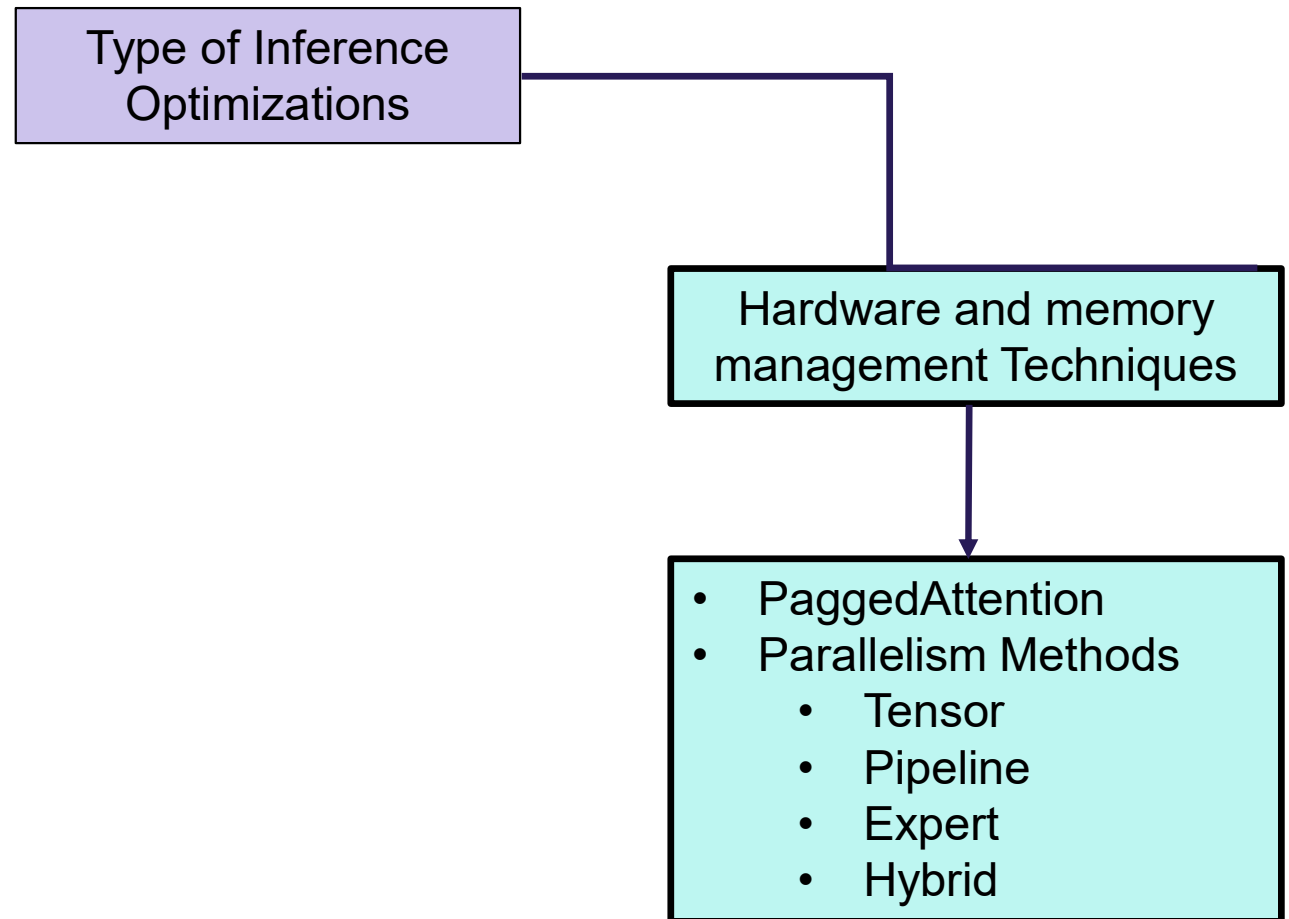 Type of Inference
Optimizations
Hardware and memory
management Techniques
• PaggedAttention
• Parallelism Methods
• Tensor
• Pipeline
• Expert
• Hybrid